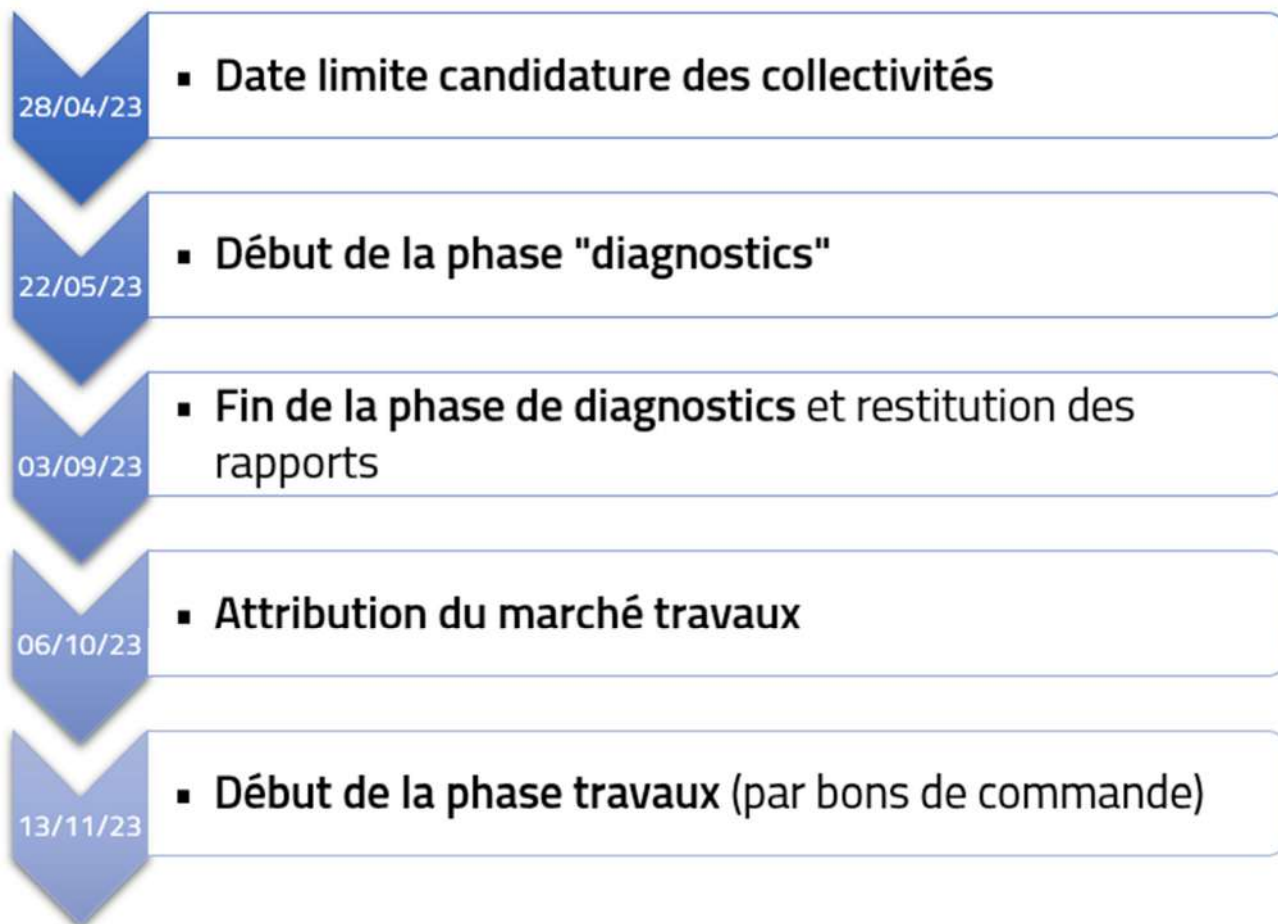 28/04/23
▪ Date limite candidature des collectivités
22/05/23
▪ Début de la phase "diagnostics"
03/09/23
▪ Fin de la phase de diagnostics et restitution des
rapports
06/10/23
▪ Attribution du marché travaux
13/11/23
▪ Début de la phase travaux (par bons de commande)